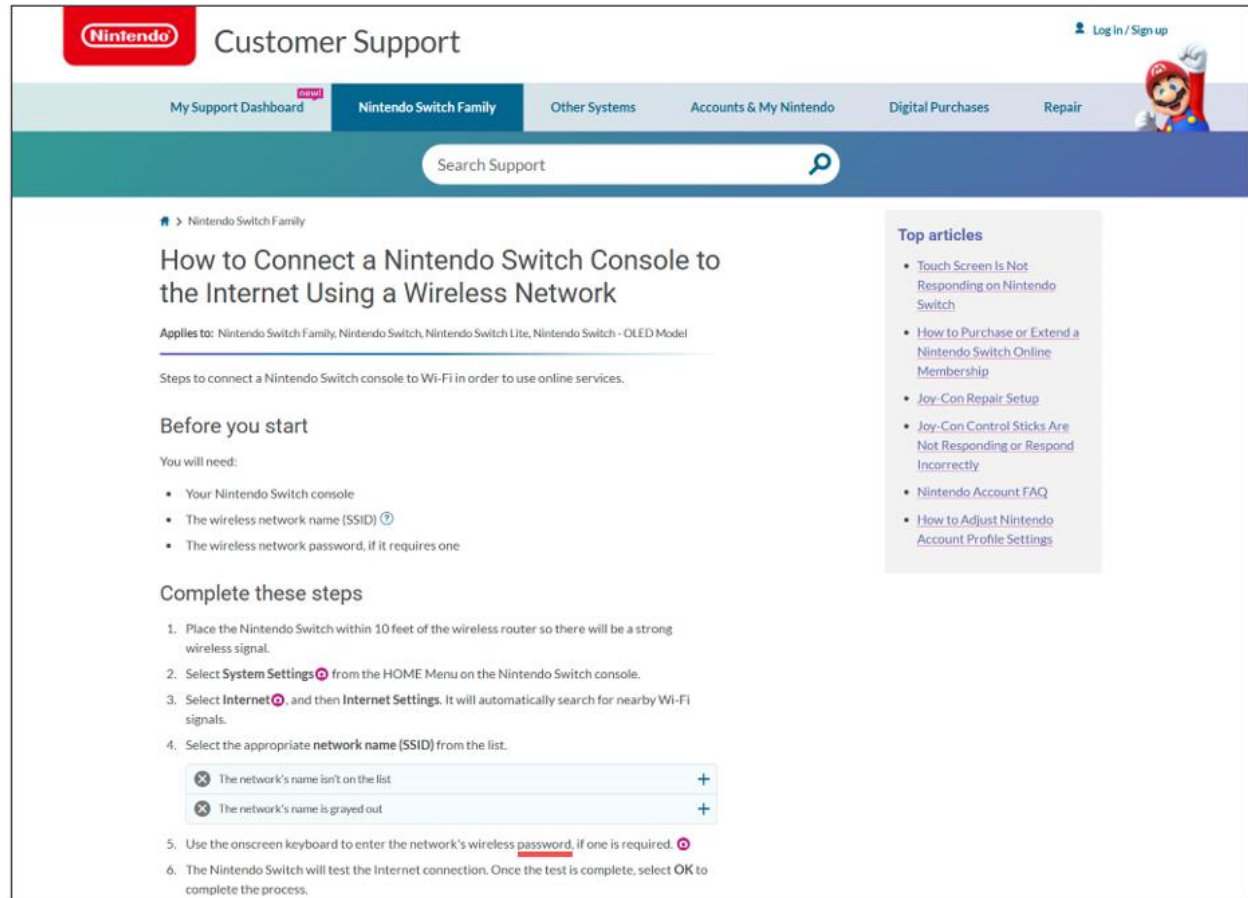 Nintendo
Customer Support
Log in / Sign up
new!
My Support Dashboard
Nintendo Switch Family
Other Systems
Accounts & My Nintendo
Digital Purchases
Repair
Search Support
> Nintendo Switch Family
How to Connect a Nintendo Switch Console to
the Internet Using a Wireless Network
Applies to: Nintendo Switch Family, Nintendo Switch, Nintendo Switch Lite, Nintendo Switch - OLED Model
Steps to connect a Nintendo Switch console to Wi-Fi in order to use online services.
Before you start
You will need:
• Your Nintendo Switch console
• The wireless network name (SSID) ?
• The wireless network password, if it requires one
Complete these steps
1. Place the Nintendo Switch within 10 feet of the wireless router so there will be a strong
wireless signal.
2. Select System Settings from the HOME Menu on the Nintendo Switch console.
3. Select Internet, and then Internet Settings. It will automatically search for nearby Wi-Fi
signals.
4. Select the appropriate network name (SSID) from the list.
The network's name isn't on the list +
The network's name is grayed out +
5. Use the onscreen keyboard to enter the network's wireless password, if one is required.
6. The Nintendo Switch will test the Internet connection. Once the test is complete, select OK to
complete the process.
Top articles
• Touch Screen Is Not
Responding on Nintendo
Switch
• How to Purchase or Extend a
Nintendo Switch Online
Membership
• Joy-Con Repair Setup
• Joy-Con Control Sticks Are
Not Responding or Respond
Incorrectly
• Nintendo Account FAQ
• How to Adjust Nintendo
Account Profile Settings